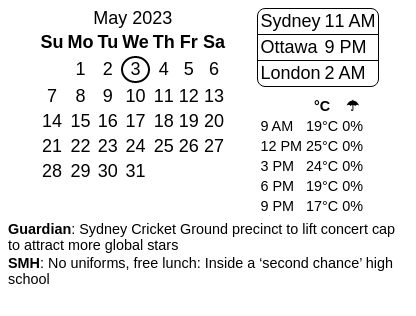 May 2023
Su Mo Tu We Th Fr Sa
1 2 3 4 5 6
7 8 9 10 11 12 13
14 15 16 17 18 19 20
21 22 23 24 25 26 27
28 29 30 31
Sydney 11 AM
Ottawa 9 PM
London 2 AM
°C ☂
9 AM 19°C 0%
12 PM 25°C 0%
3 PM 24°C 0%
6 PM 19°C 0%
9 PM 17°C 0%
Guardian: Sydney Cricket Ground precinct to lift concert cap
to attract more global stars
SMH: No uniforms, free lunch: Inside a ‘second chance’ high
school